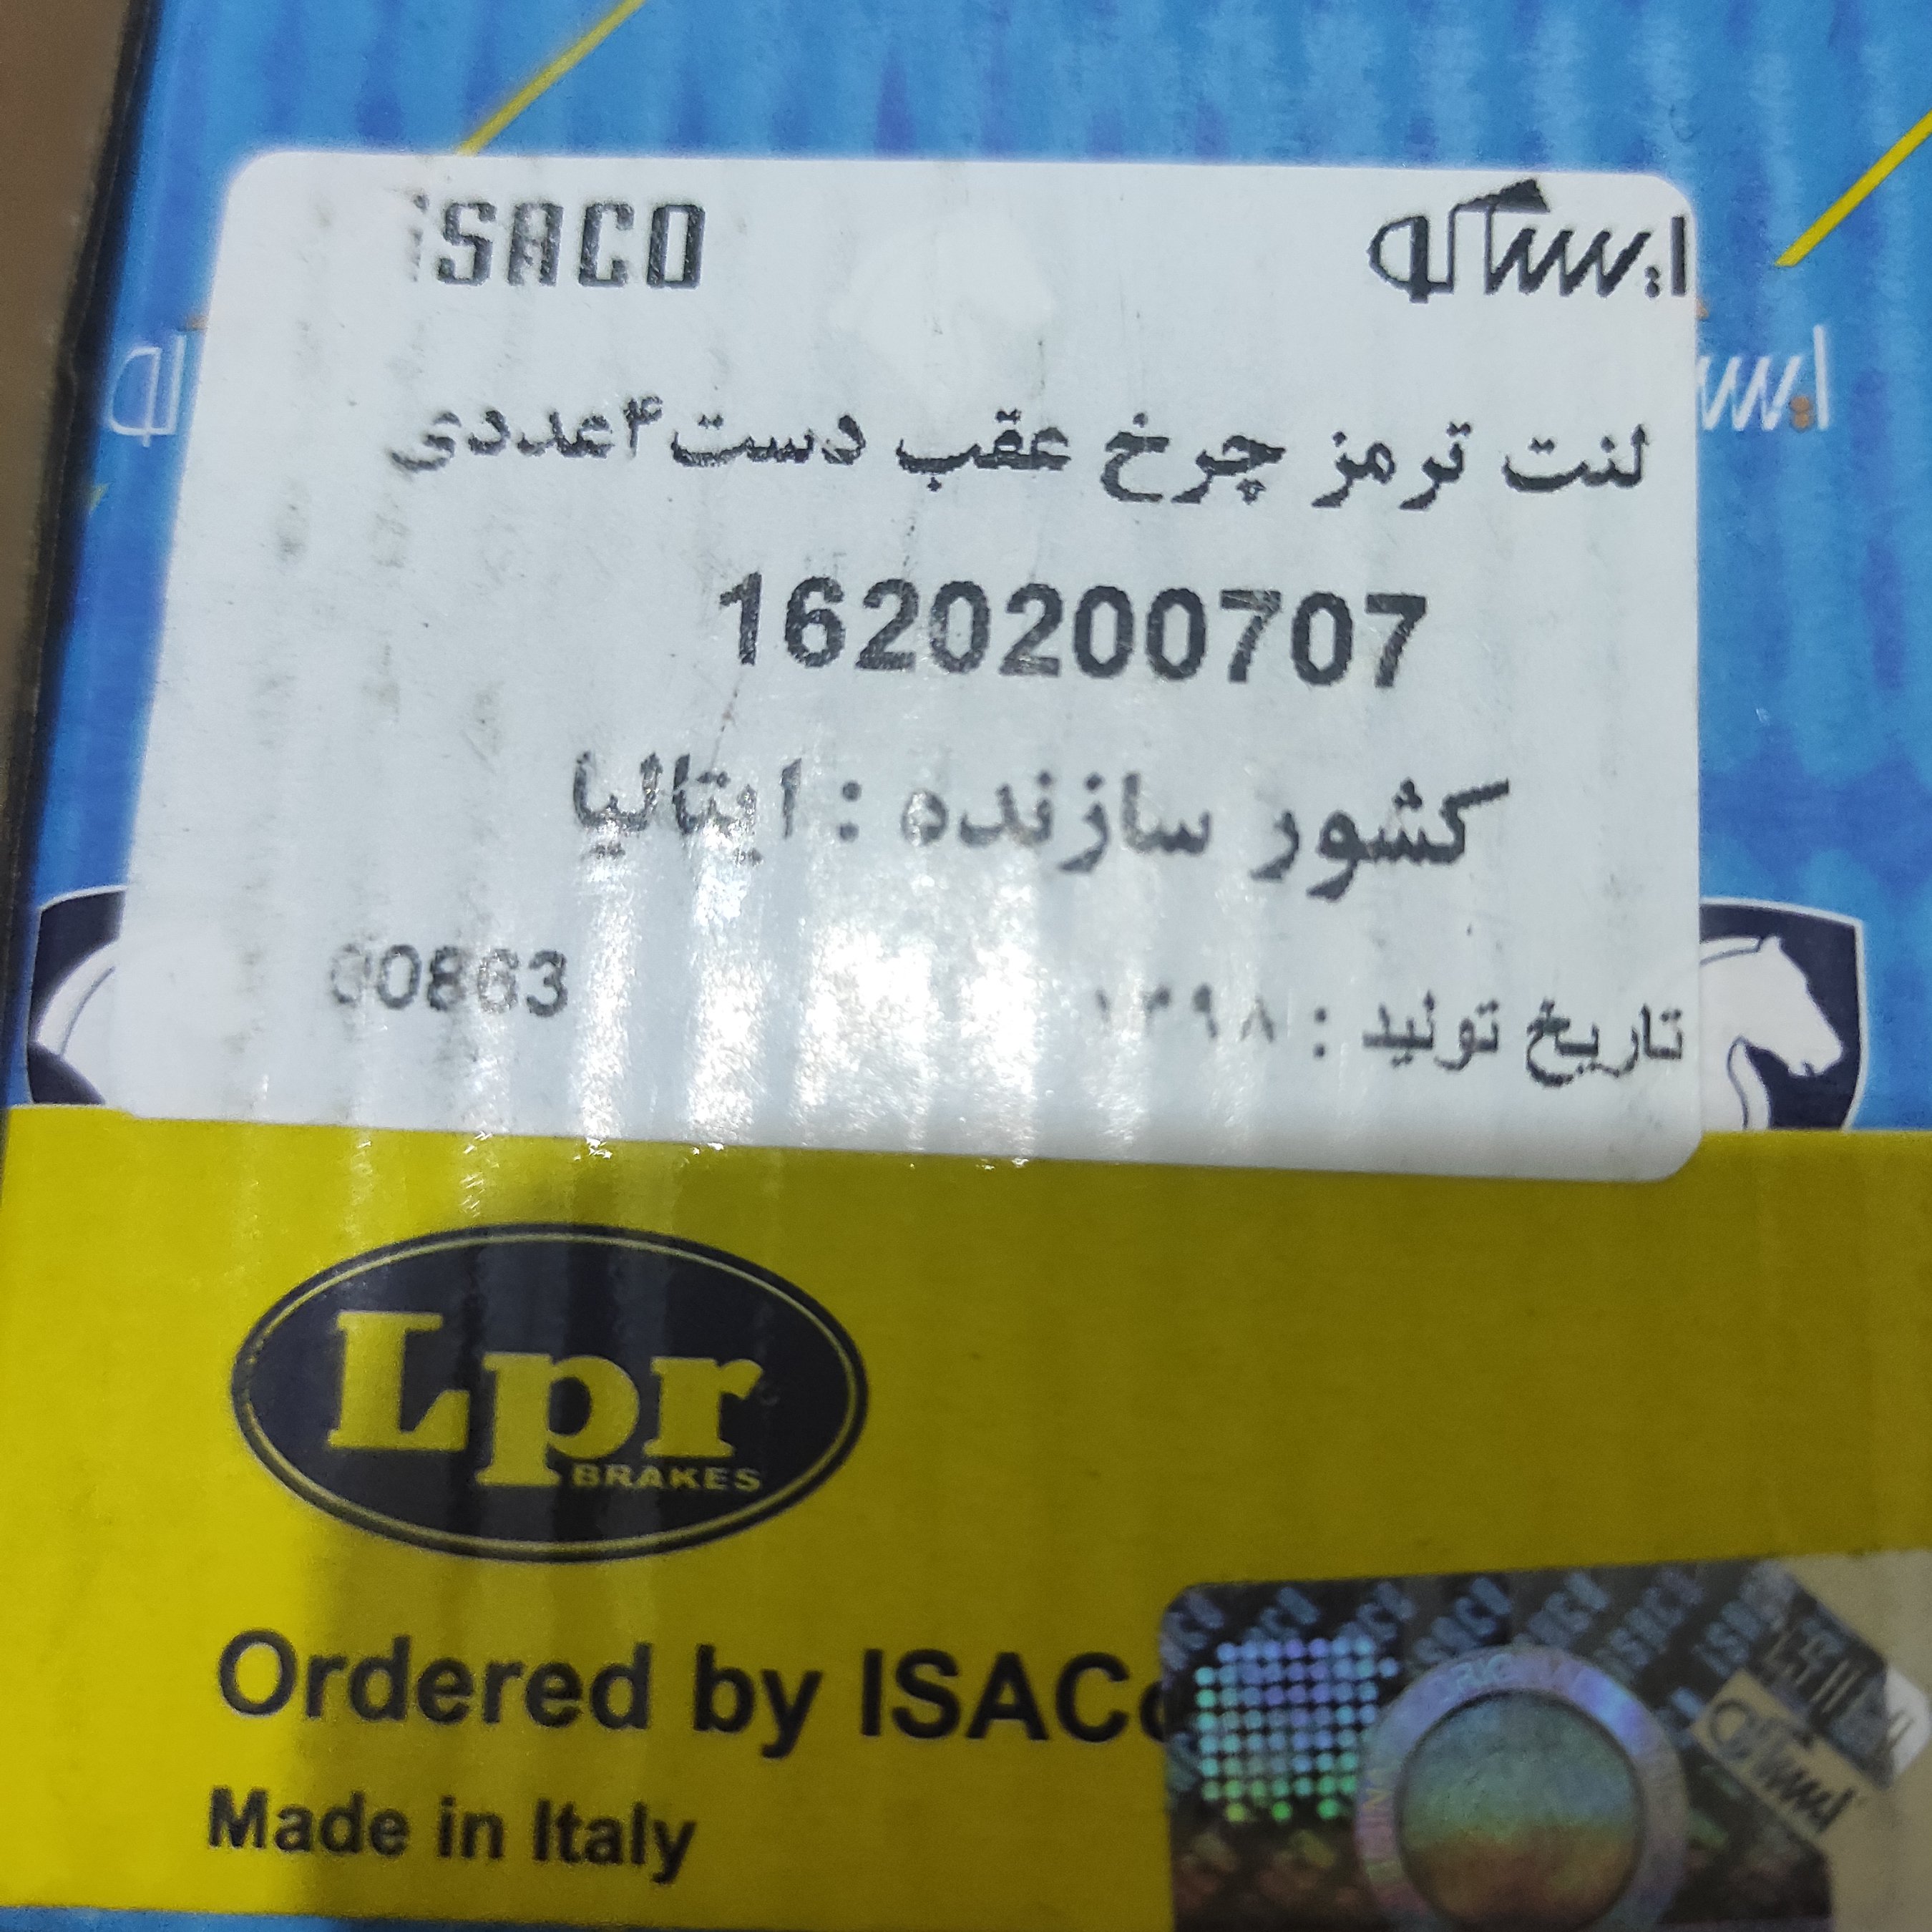 iSACO ایساکو
لنت ترمز چرخ عقب دست ۴عددی
1620200707
کشور سازنده : ایتالیا
تاریخ تولید : ۱۳۹۸ 00863
Lpr
BRAKES
Ordered by ISACo
Made in Italy